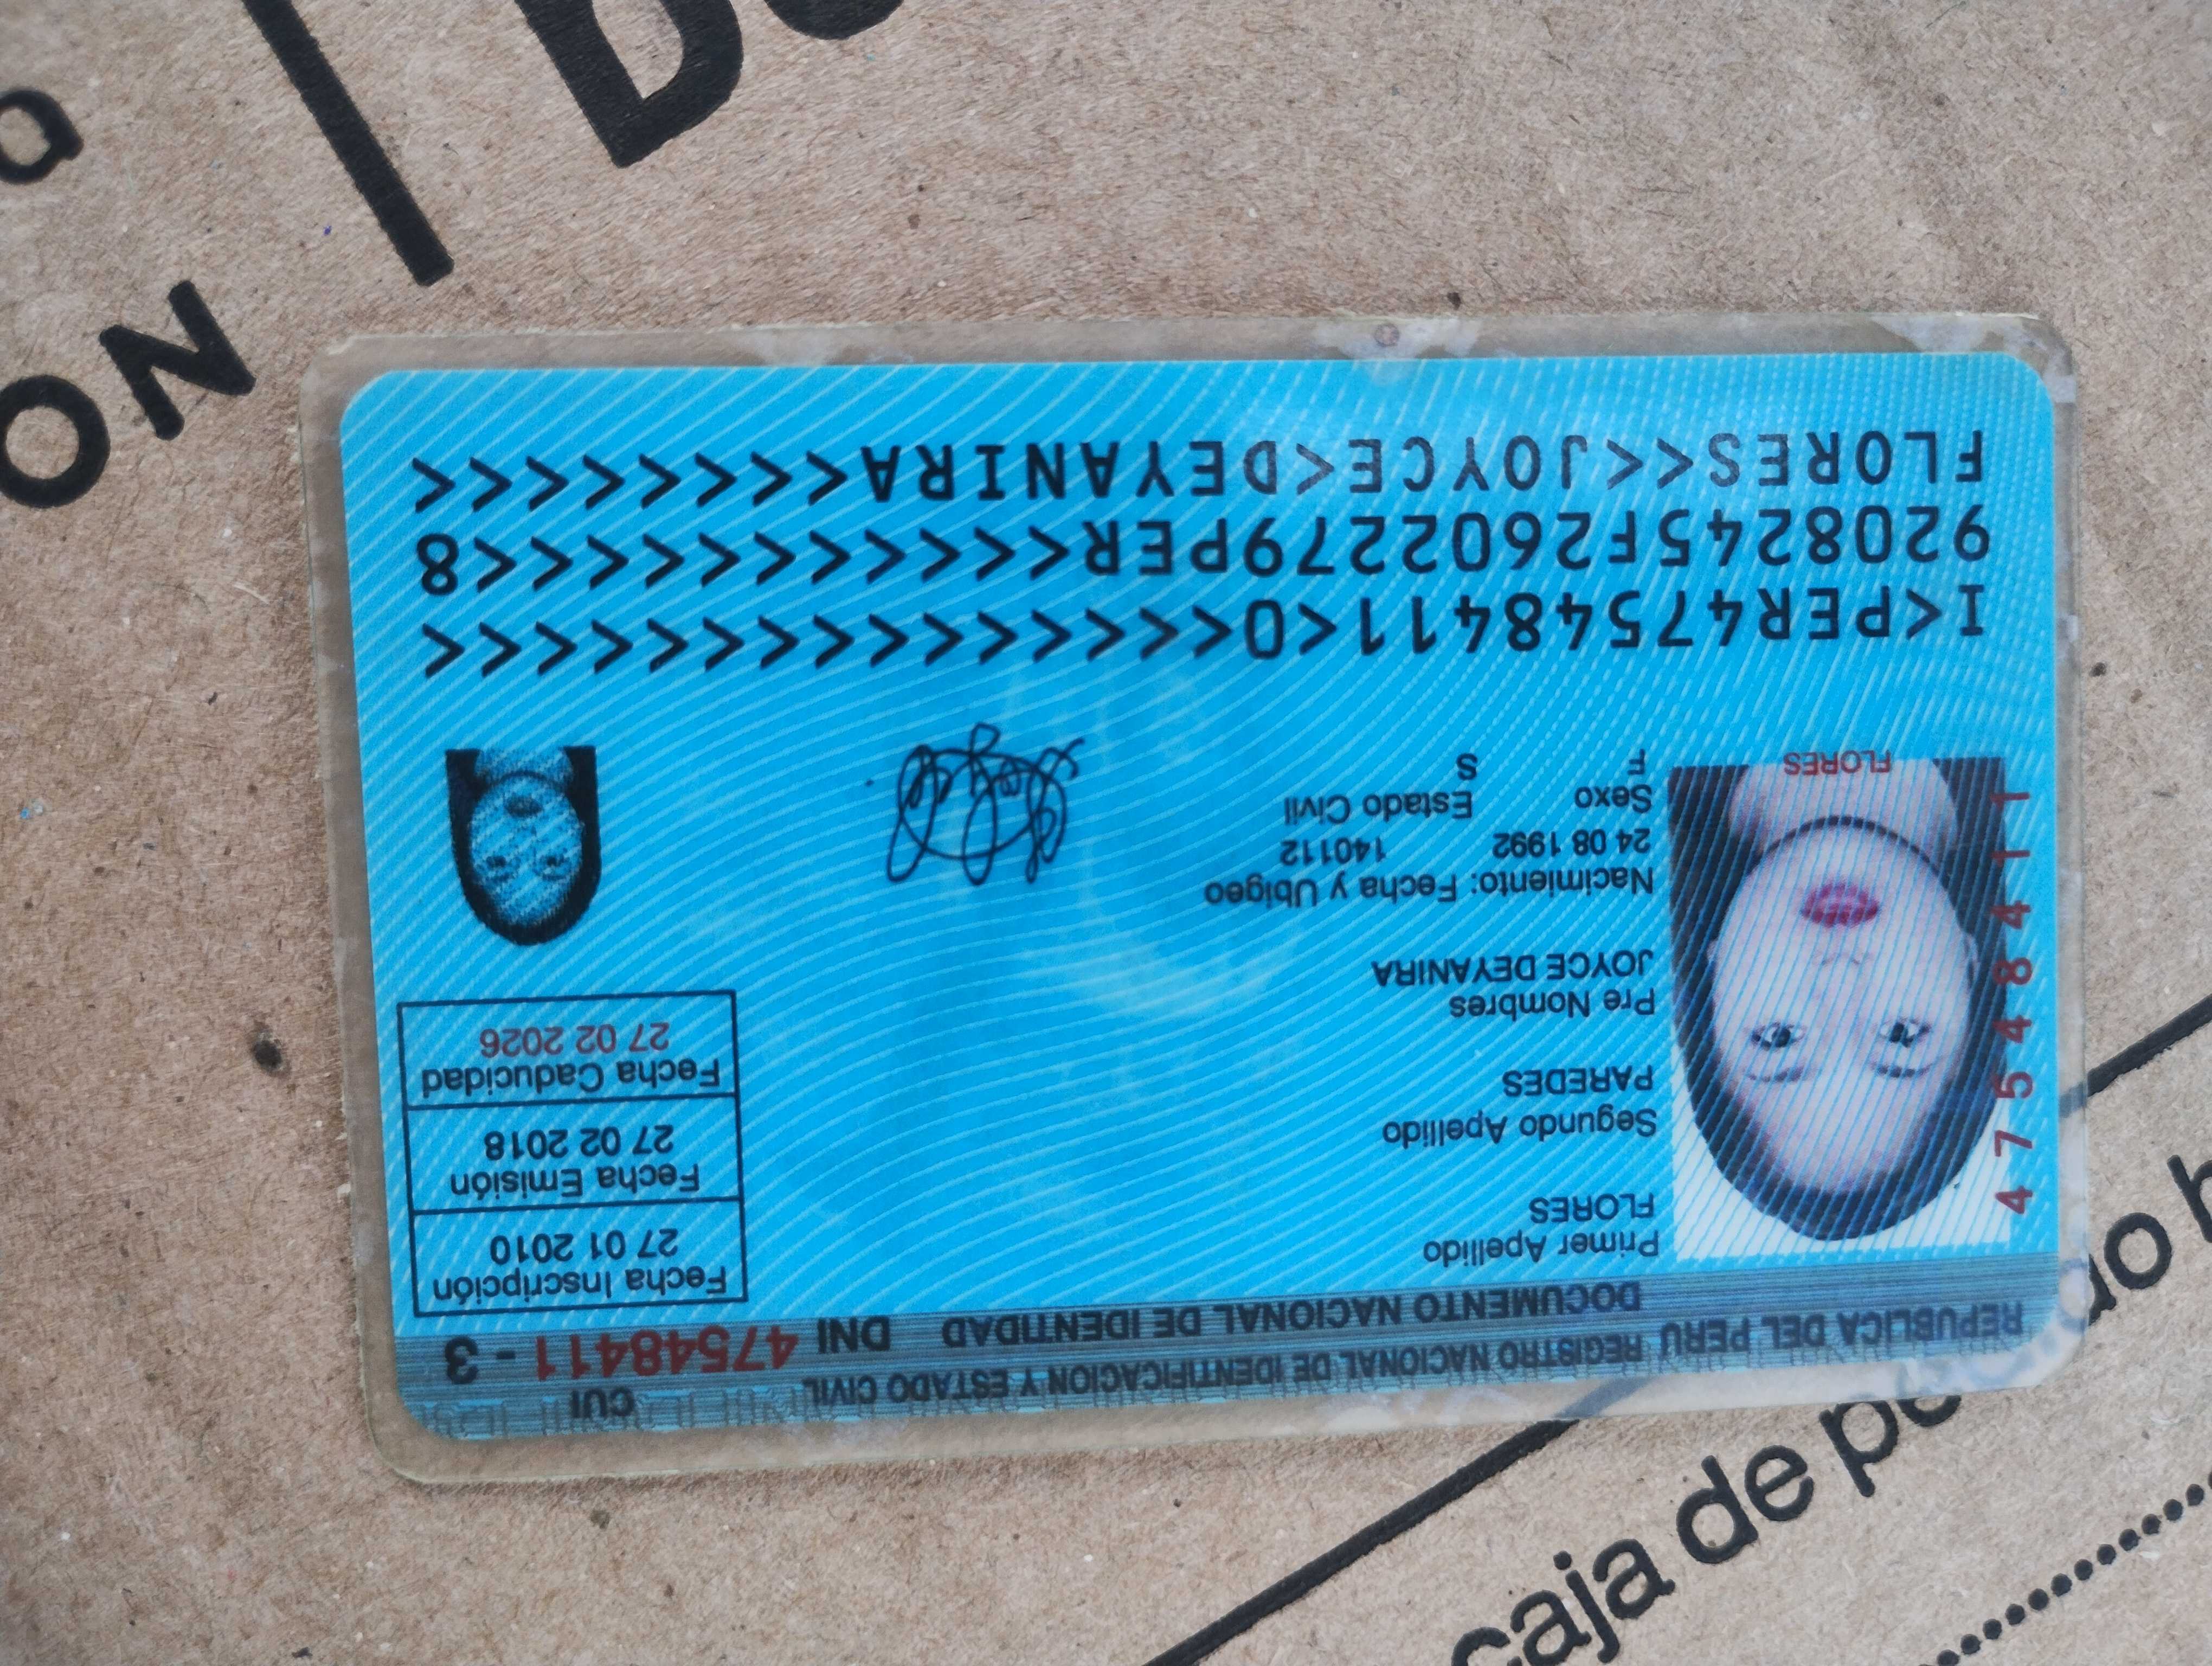 REPUBLICA DEL PERU REGISTRO NACIONAL DE IDENTIFICACION Y ESTADO CIVIL
CUI
DOCUMENTO NACIONAL DE IDENTIDAD DNI 47548411 - 3
Primer Apellido
FLORES
Segundo Apellido
PAREDES
Pre Nombres
JOYCE DEYANIRA
Nacimiento: Fecha y Ubigeo
24 08 1992 140112
Sexo Estado Civil
F S
Fecha Inscripción
27 01 2010
Fecha Emisión
27 02 2018
Fecha Caducidad
27 02 2026
47548411
FLORES
I<PER47548411<0<<<<<<<<<<<<<<<
9208245F2602279PER<<<<<<<<<<<8
FLORES<<JOYCE<DEYANIRA<<<<<<<<
caja de